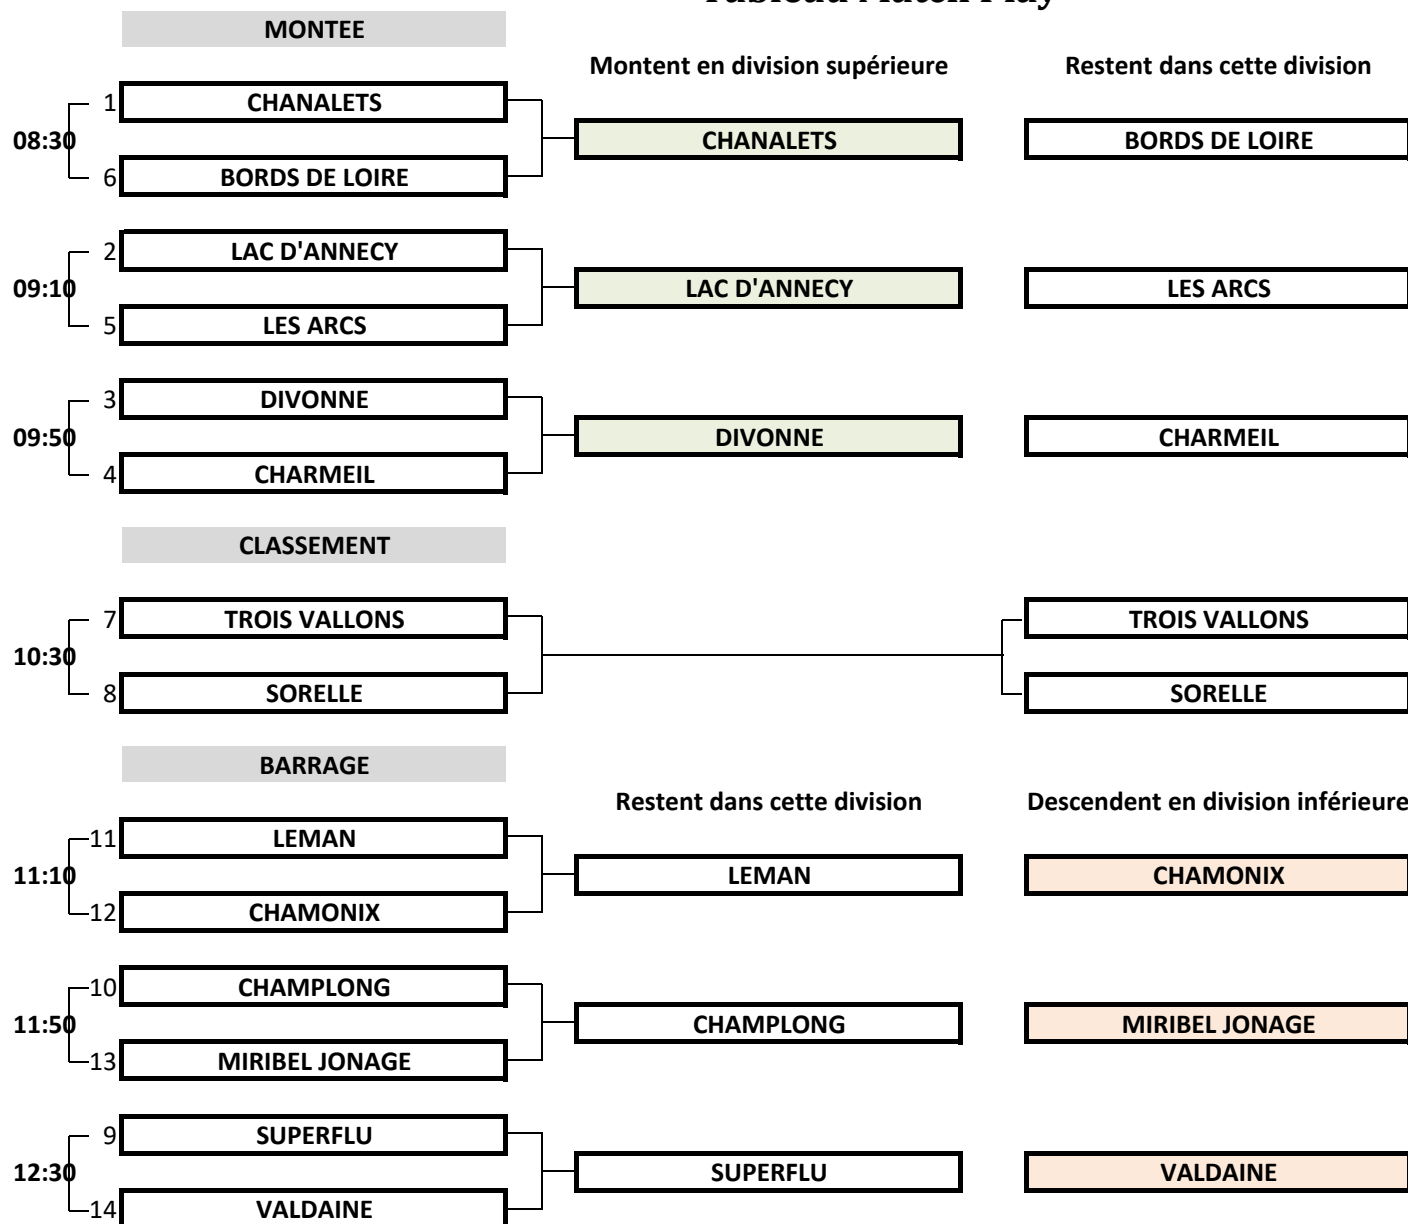 Tableau Match Play
MONTEE
Montent en division supérieure
Restent dans cette division
1 CHANALETS
08:30
CHANALETS
BORDS DE LOIRE
6 BORDS DE LOIRE
2 LAC D'ANNECY
09:10
LAC D'ANNECY
LES ARCS
5 LES ARCS
3 DIVONNE
09:50
DIVONNE
CHARMEIL
4 CHARMEIL
CLASSEMENT
7 TROIS VALLONS
TROIS VALLONS
10:30
8 SORELLE
SORELLE
BARRAGE
Restent dans cette division
Descendent en division inférieure
11 LEMAN
11:10
LEMAN
CHAMONIX
12 CHAMONIX
10 CHAMPLONG
11:50
CHAMPLONG
MIRIBEL JONAGE
13 MIRIBEL JONAGE
9 SUPERFLU
12:30
SUPERFLU
VALDAINE
14 VALDAINE